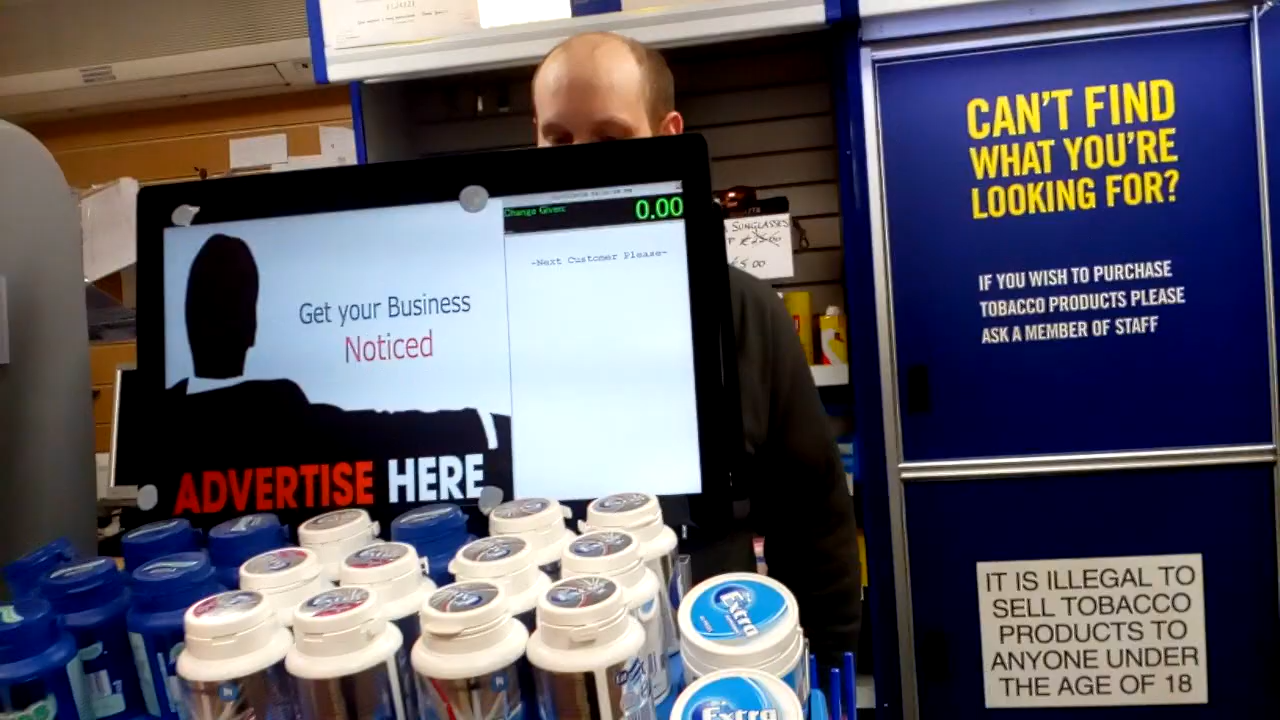 CAN'T FIND
WHAT YOU'RE
LOOKING FOR?
IF YOU WISH TO PURCHASE
TOBACCO PRODUCTS PLEASE
ASK A MEMBER OF STAFF
Change Given:
0.00
-Next Customer Please-
SUNGLASSES
£5.00
Get your Business
Noticed
ADVERTISE HERE
IT IS ILLEGAL TO
SELL TOBACCO
PRODUCTS TO
ANYONE UNDER
THE AGE OF 18
Extra
Extra